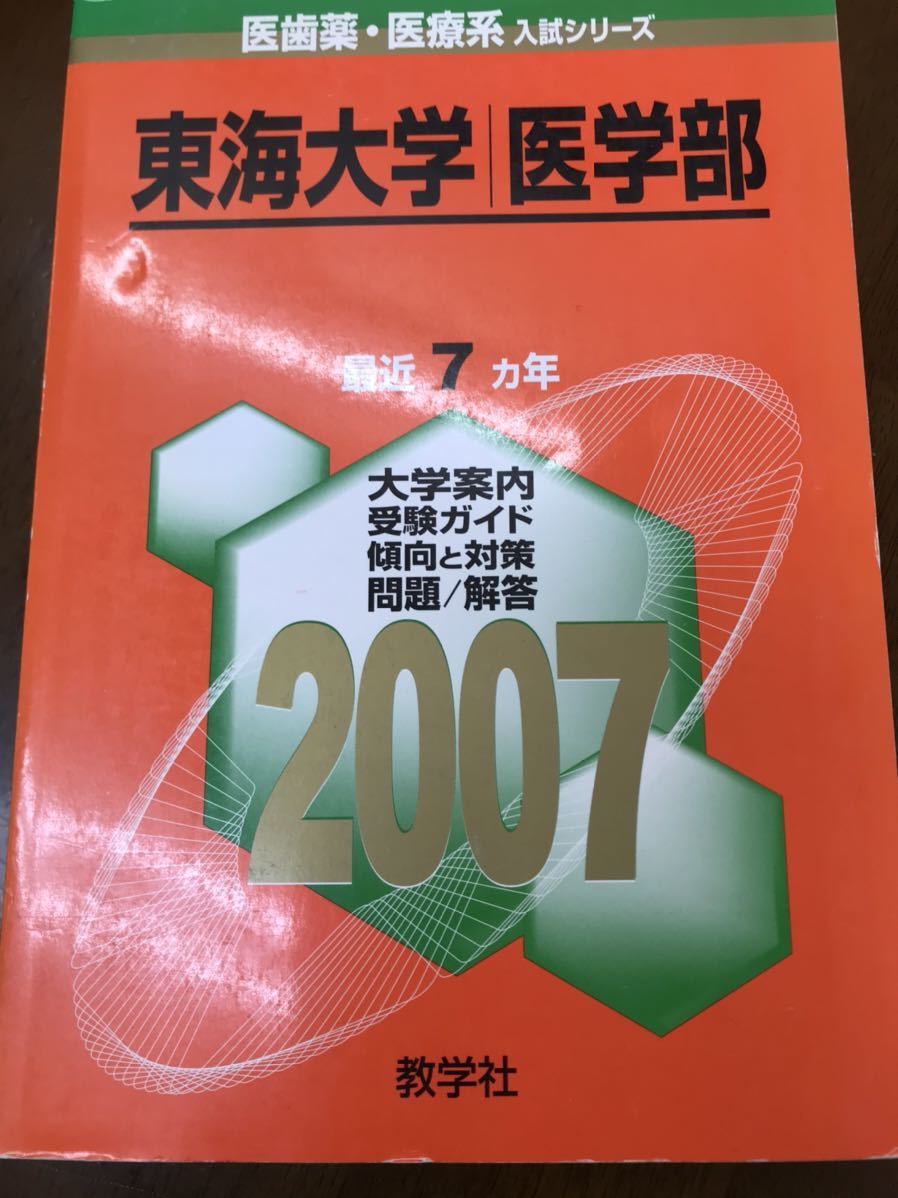 医歯薬・医療系 入試シリーズ
東海大学|医学部
最近 7 カ年
大学案内
受験ガイド
傾向と対策
問題/解答
2007
教学社